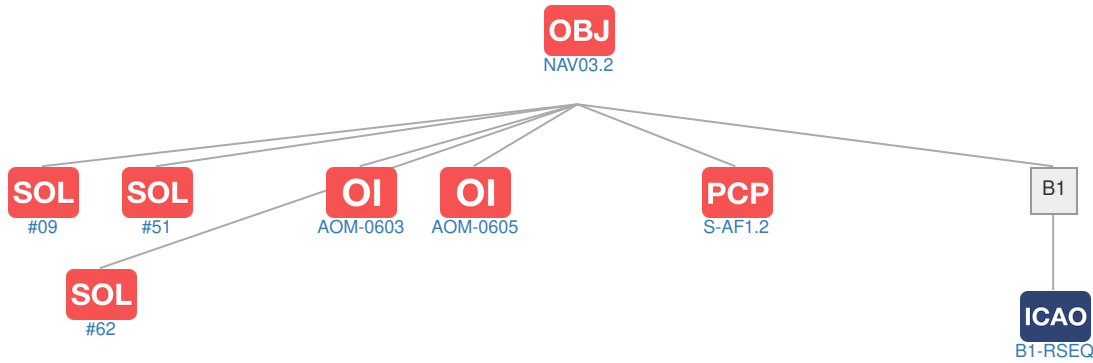 OBJ
NAV03.2
SOL
#09
SOL
#51
OI
AOM-0603
OI
AOM-0605
PCP
S-AF1.2
B1
SOL
#62
ICAO
B1-RSEQ